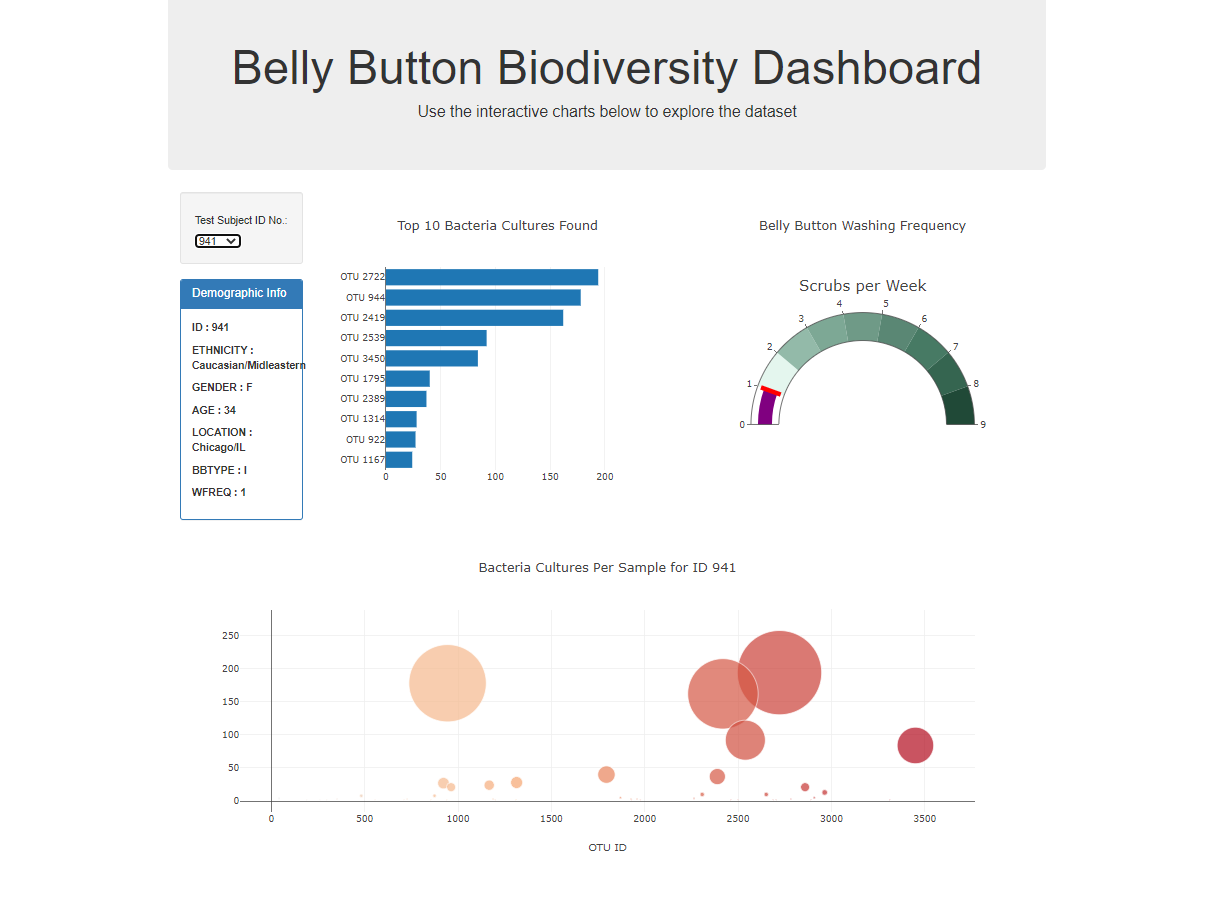 Belly Button Biodiversity Dashboard
Use the interactive charts below to explore the dataset
Test Subject ID No.:
941
Demographic Info
ID : 941
ETHNICITY :
Caucasian/Midleastern
GENDER : F
AGE : 34
LOCATION :
Chicago/IL
BBTYPE : I
WFREQ : 1
Top 10 Bacteria Cultures Found
OTU 2722
OTU 944
OTU 2419
OTU 2539
OTU 3450
OTU 1795
OTU 2389
OTU 1314
OTU 922
OTU 1167
0 50 100 150 200
Belly Button Washing Frequency
Scrubs per Week
0
1
2
3
4
5
6
7
8
9
Bacteria Cultures Per Sample for ID 941
250
200
150
100
50
0
0 500 1000 1500 2000 2500 3000 3500
OTU ID